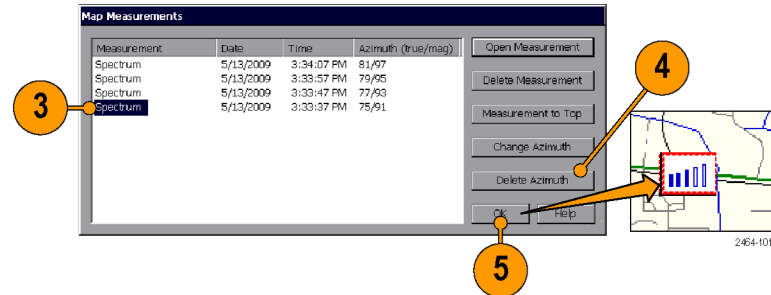 Map Measurements
Measurement Date Time Azimuth (true/mag)
Spectrum 5/13/2009 3:34:07 PM 81/97
Spectrum 5/13/2009 3:33:57 PM 79/95
Spectrum 5/13/2009 3:33:47 PM 77/93
Spectrum 5/13/2009 3:33:37 PM 75/91
Open Measurement
Delete Measurement
Measurement to Top
Change Azimuth
Delete Azimuth
OK Help
3
4
5
2464-101